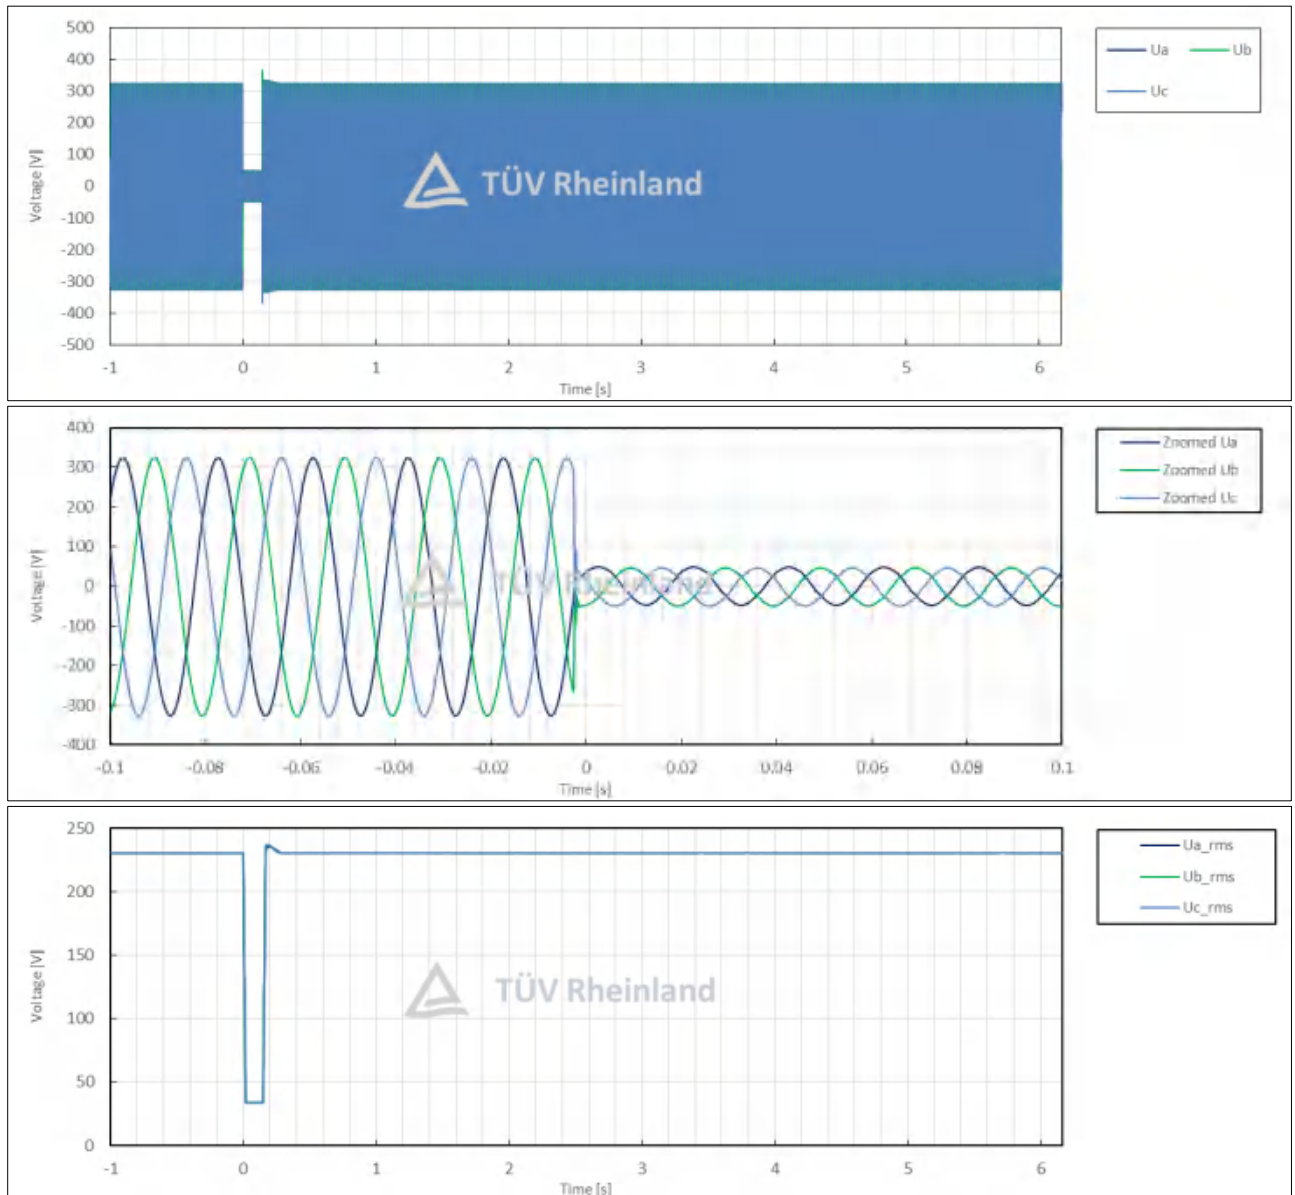 500
400
300
200
100
0
-100
-200
-300
-400
-500
Voltage [V]
-1 0 1 2 3 4 5 6
Time [s]
Ua Ub
Uc
TÜV Rheinland
400
300
200
100
0
-100
-200
-300
-400
Voltage [V]
-0.1 -0.08 -0.06 -0.04 -0.02 0 0.02 0.04 0.06 0.08 0.1
Time [s]
Zoomed Ua
Zoomed Ub
Zoomed Uc
TÜV Rheinland
250
200
150
100
50
0
Voltage [V]
-1 0 1 2 3 4 5 6
Time [s]
Ua_rms
Ub_rms
Uc_rms
TÜV Rheinland